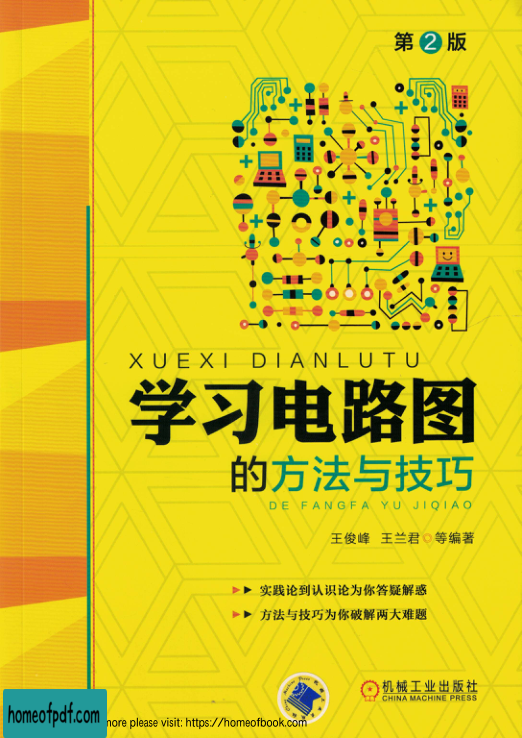 第2版
XUEXI DIANLUTU
学习电路图
的方法与技巧
DE FANGFA YU JIQIAO
王俊峰 王兰君 等编著
实践论到认识论为你答疑解惑
方法与技巧为你破解两大难题
机械工业出版社
CHINA MACHINE PRESS
homeofpdf.com
more please visit: https://homeofbook.com